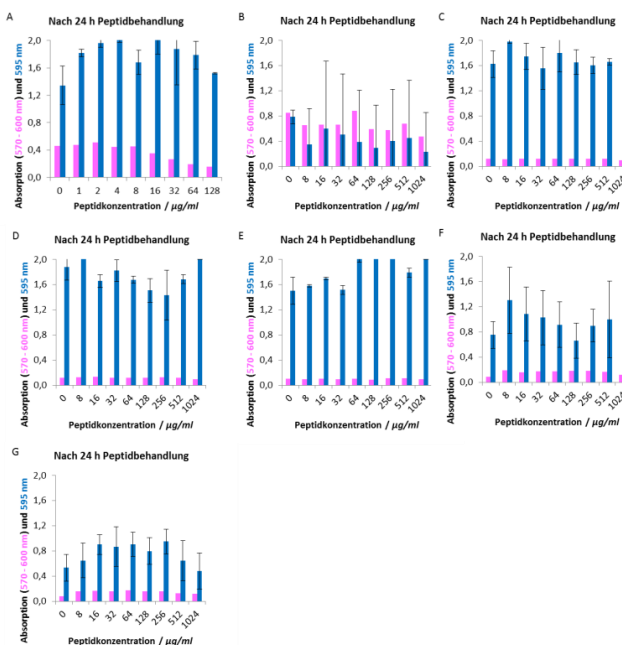 A
Nach 24 h Peptidbehandlung
Absorption (570 - 600 nm) und 595 nm
2,0
1,6
1,2
0,8
0,4
0,0
0 1 2 4 8 16 32 64 128
Peptidkonzentration / µg/ml
B
Nach 24 h Peptidbehandlung
Absorption (570 - 600 nm) und 595 nm
2,0
1,6
1,2
0,8
0,4
0,0
0 8 16 32 64 128 256 512 1024
Peptidkonzentration / µg/ml
C
Nach 24 h Peptidbehandlung
Absorption (570 - 600 nm) und 595 nm
2,0
1,6
1,2
0,8
0,4
0,0
0 8 16 32 64 128 256 512 1024
Peptidkonzentration / µg/ml
D
Nach 24 h Peptidbehandlung
Absorption (570 - 600 nm) und 595 nm
2,0
1,6
1,2
0,8
0,4
0,0
0 8 16 32 64 128 256 512 1024
Peptidkonzentration / µg/ml
E
Nach 24 h Peptidbehandlung
Absorption (570 - 600 nm) und 595 nm
2,0
1,6
1,2
0,8
0,4
0,0
0 8 16 32 64 128 256 512 1024
Peptidkonzentration / µg/ml
F
Nach 24 h Peptidbehandlung
Absorption (570 - 600 nm) und 595 nm
2,0
1,6
1,2
0,8
0,4
0,0
0 8 16 32 64 128 256 512 1024
Peptidkonzentration / µg/ml
G
Nach 24 h Peptidbehandlung
Absorption (570 - 600 nm) und 595 nm
2,0
1,6
1,2
0,8
0,4
0,0
0 8 16 32 64 128 256 512 1024
Peptidkonzentration / µg/ml